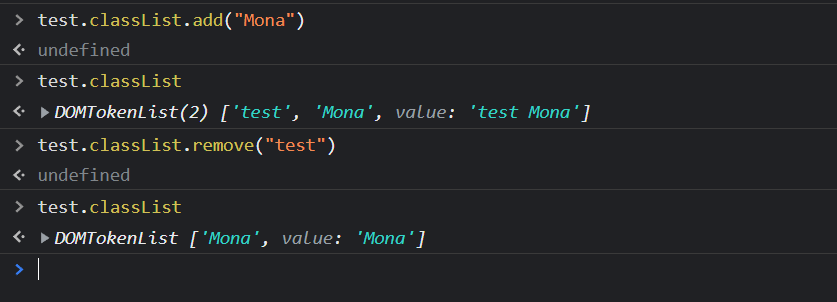 > test.classList.add("Mona")
<· undefined
> test.classList
<· ▶ DOMTokenList(2) ['test', 'Mona', value: 'test Mona']
> test.classList.remove("test")
<· undefined
> test.classList
<· ▶ DOMTokenList ['Mona', value: 'Mona']
>